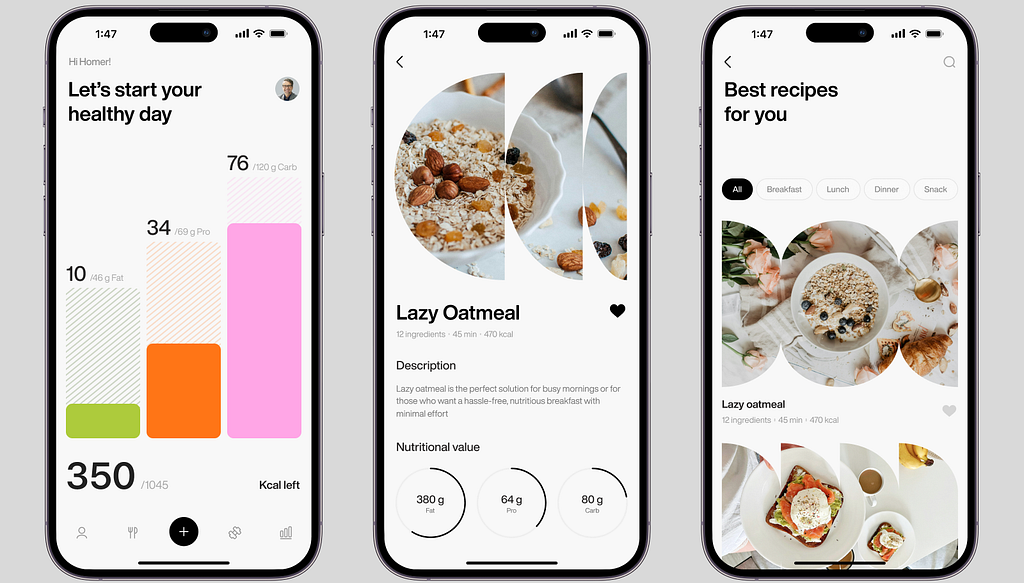 1:47
Hi Homer!
Let's start your
healthy day
76 /120 g Carb
34 /69 g Pro
10 /46 g Fat
350 /1045
Kcal left
1:47
Lazy Oatmeal
12 ingredients · 45 min · 470 kcal
Description
Lazy oatmeal is the perfect solution for busy mornings or for
those who want a hassle-free, nutritious breakfast with
minimal effort
Nutritional value
380 g
Fat
64 g
Pro
80 g
Carb
1:47
Best recipes
for you
All Breakfast Lunch Dinner Snack
Lazy oatmeal
12 ingredients · 45 min · 470 kcal